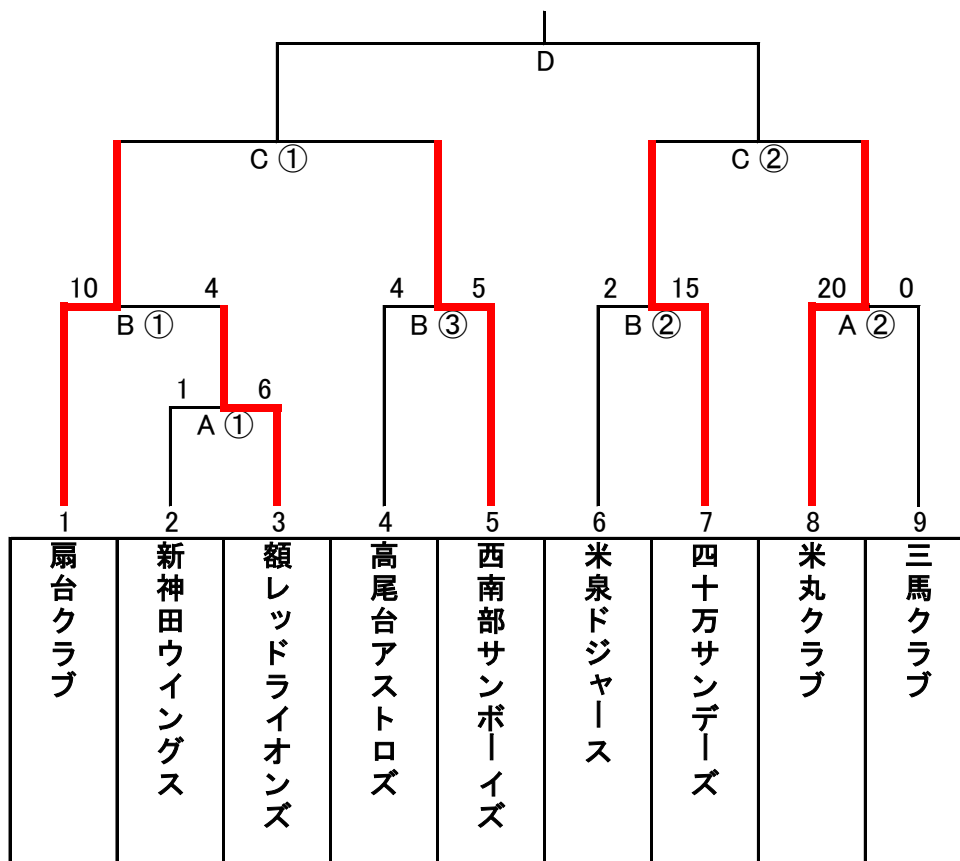 D
C ① C ②
10 4 4 5 2 15 20 0
B ① B ③ B ② A ②
1 6
A ①
1 2 3 4 5 6 7 8 9
扇台クラブ
新神田ウイングス
額レッドライオンズ
高尾台アストロズ
西南部サンボーイズ
米泉ドジャース
四十万サンデーズ
米丸クラブ
三馬クラブ